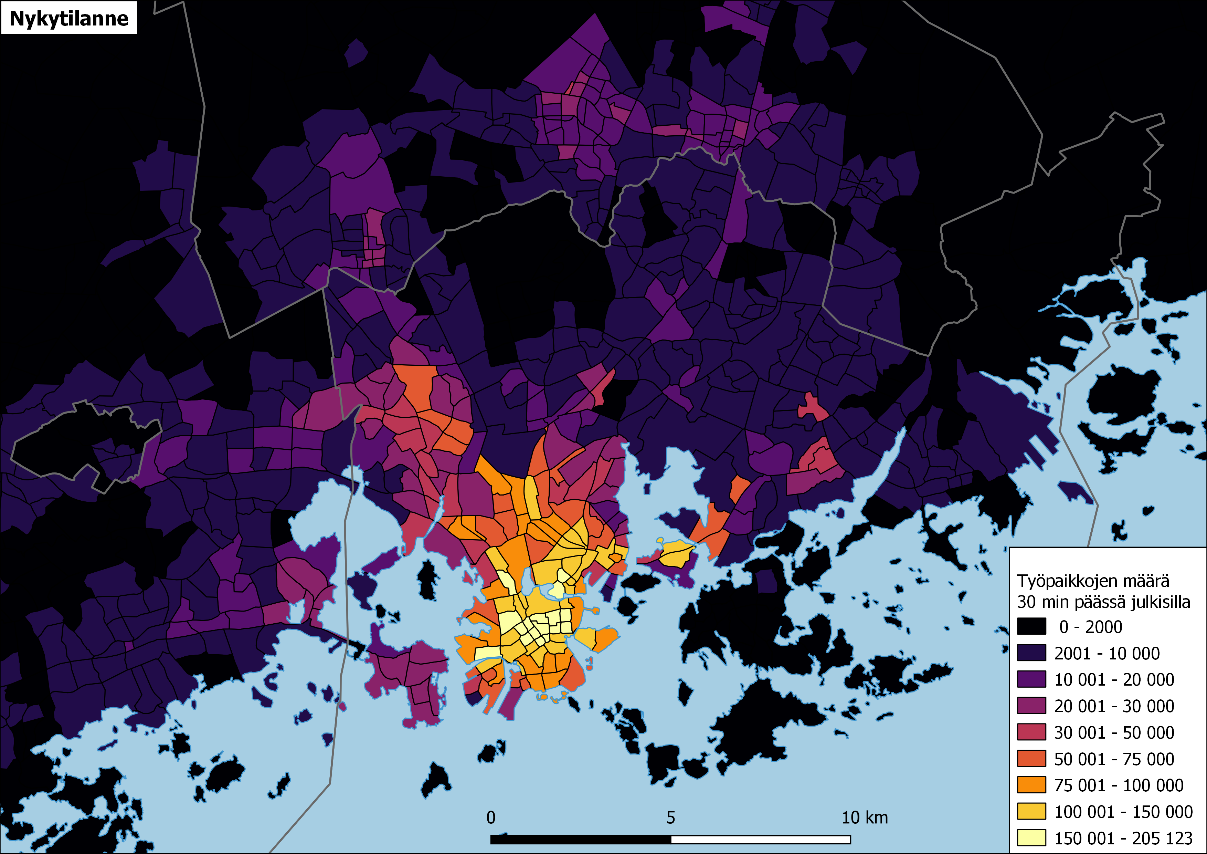 Nykytilanne
Työpaikkojen määrä
30 min päässä julkisilla
0 - 2000
2001 - 10 000
10 001 - 20 000
20 001 - 30 000
30 001 - 50 000
50 001 - 75 000
75 001 - 100 000
100 001 - 150 000
150 001 - 205 123
0 5 10 km